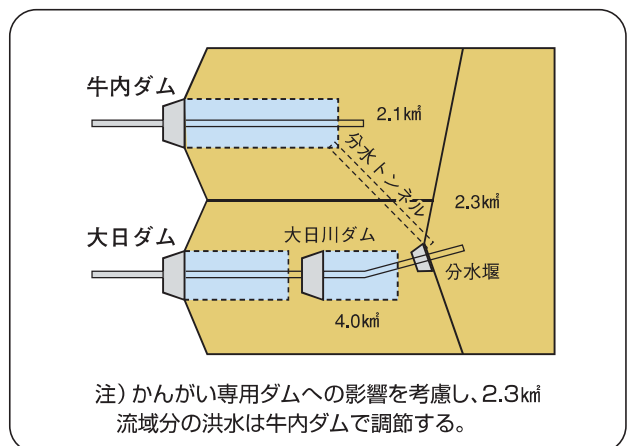 牛内ダム
2.1k㎡
分水トンネル
2.3k㎡
大日ダム
大日川ダム
分水堰
4.0k㎡
注）かんがい専用ダムへの影響を考慮し、2.3k㎡
流域分の洪水は牛内ダムで調節する。